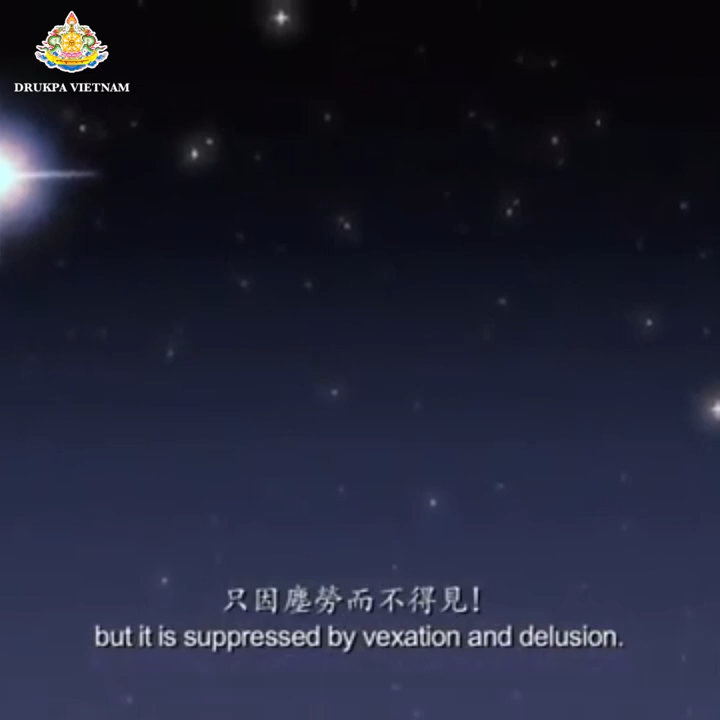 DRUKPA VIETNAM
只因塵勞而不得見!
but it is suppressed by vexation and delusion.